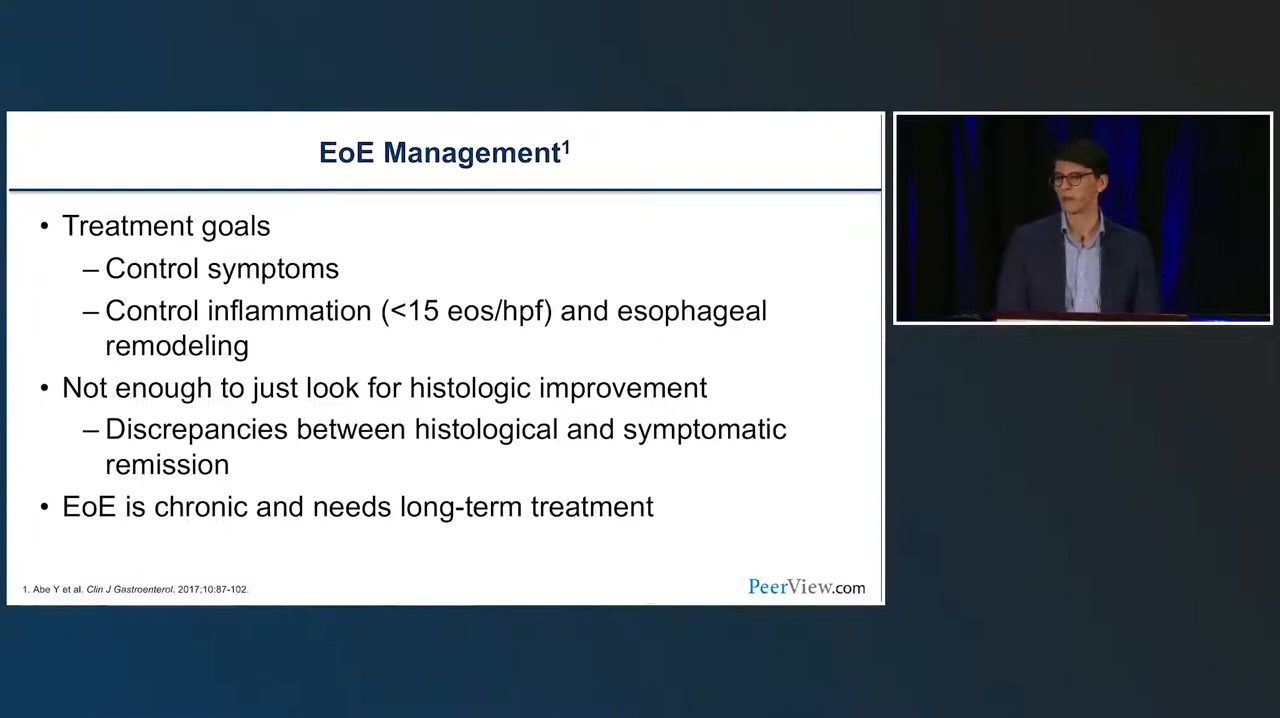 EoE Management¹
• Treatment goals
– Control symptoms
– Control inflammation (<15 eos/hpf) and esophageal
remodeling
• Not enough to just look for histologic improvement
– Discrepancies between histological and symptomatic
remission
• EoE is chronic and needs long-term treatment
1. Abe Y et al. Clin J Gastroenterol. 2017;10:87-102.
PeerView.com